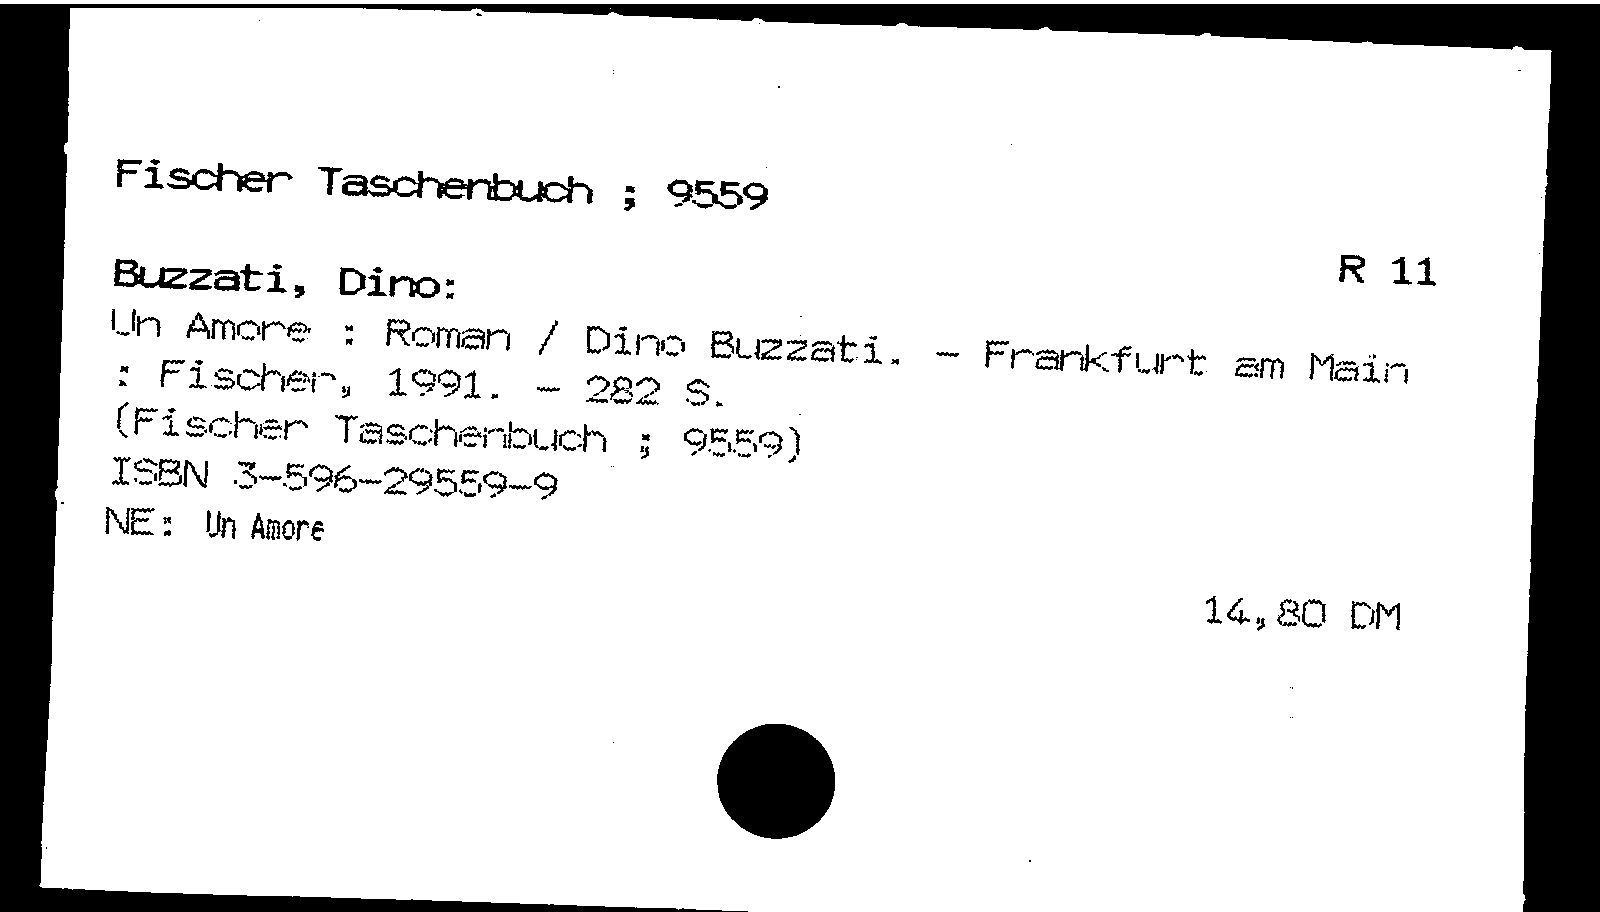 Fischer Taschenbuch ; 9559
R 11
Buzzati, Dino:
Un Amore : Roman / Dino Buzzati. - Frankfurt am Main
: Fischer, 1991. - 282 S.
(Fischer Taschenbuch ; 9559)
ISBN 3-596-29559-9
NE: Un Amore
14,80 DM